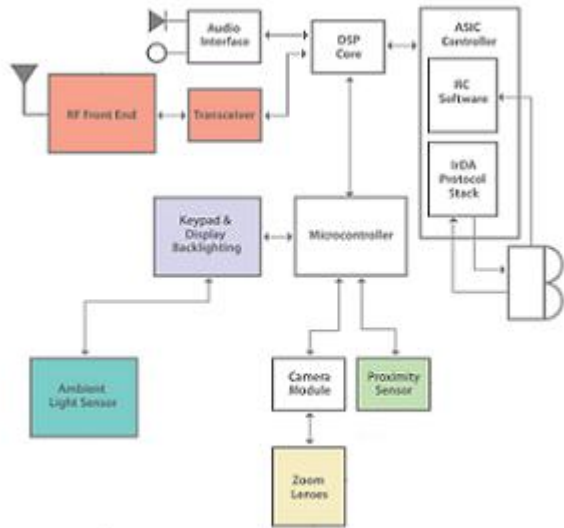 Audio
Interface
DSP
Core
ASIC
Controller
RC
Software
IrDA
Protocol
Stack
RF Front End
Transceiver
Keypad &
Display
Backlighting
Microcontroller
Ambient
Light Sensor
Camera
Module
Proximity
Sensor
Zoom
Lenses